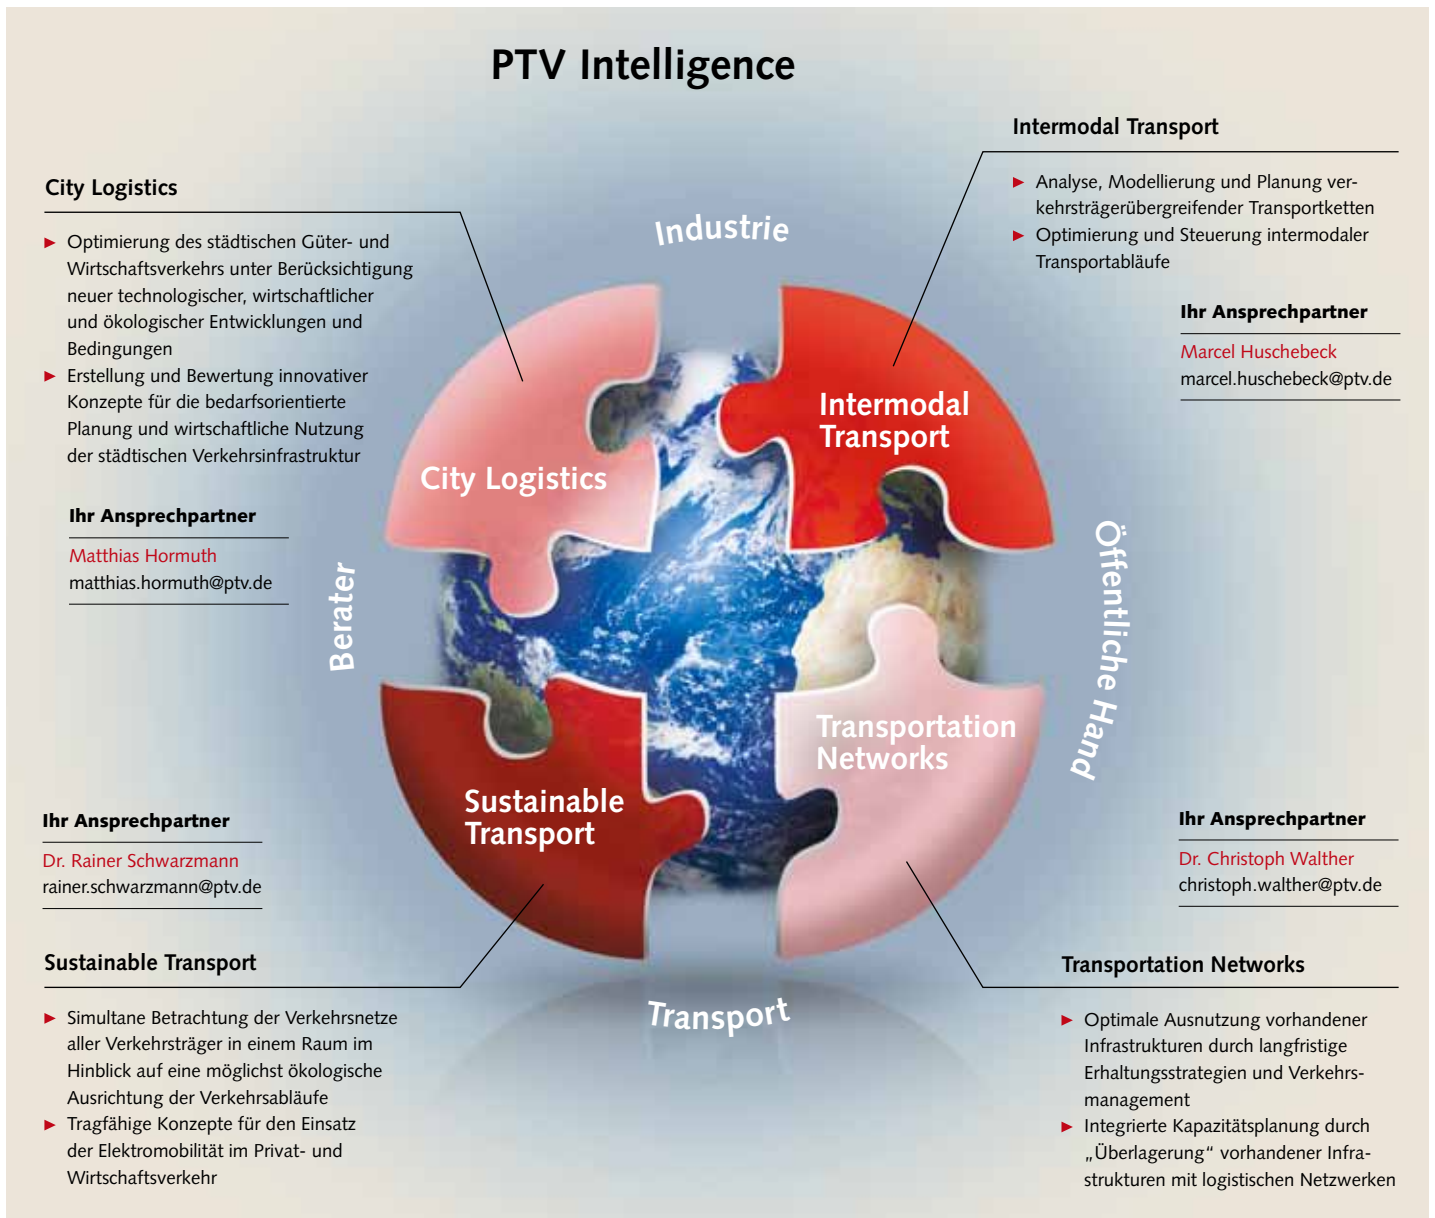 PTV Intelligence
City Logistics
► Optimierung des städtischen Güter- und
Wirtschaftsverkehrs unter Berücksichtigung
neuer technologischer, wirtschaftlicher
und ökologischer Entwicklungen und
Bedingungen
► Erstellung und Bewertung innovativer
Konzepte für die bedarfsorientierte
Planung und wirtschaftliche Nutzung
der städtischen Verkehrsinfrastruktur
Ihr Ansprechpartner
Matthias Hormuth
matthias.hormuth@ptv.de
Intermodal Transport
► Analyse, Modellierung und Planung ver-
kehrsträgerübergreifender Transportketten
► Optimierung und Steuerung intermodaler
Transportabläufe
Ihr Ansprechpartner
Marcel Huschebeck
marcel.huschebeck@ptv.de
Industrie
Intermodal
Transport
City Logistics
Berater
Öffentliche Hand
Transportation
Networks
Sustainable
Transport
Transport
Ihr Ansprechpartner
Dr. Rainer Schwarzmann
rainer.schwarzmann@ptv.de
Sustainable Transport
► Simultane Betrachtung der Verkehrsnetze
aller Verkehrsträger in einem Raum im
Hinblick auf eine möglichst ökologische
Ausrichtung der Verkehrsabläufe
► Tragfähige Konzepte für den Einsatz
der Elektromobilität im Privat- und
Wirtschaftsverkehr
Ihr Ansprechpartner
Dr. Christoph Walther
christoph.walther@ptv.de
Transportation Networks
► Optimale Ausnutzung vorhandener
Infrastrukturen durch langfristige
Erhaltungsstrategien und Verkehrs-
management
► Integrierte Kapazitätsplanung durch
„Überlagerung“ vorhandener Infra-
strukturen mit logistischen Netzwerken